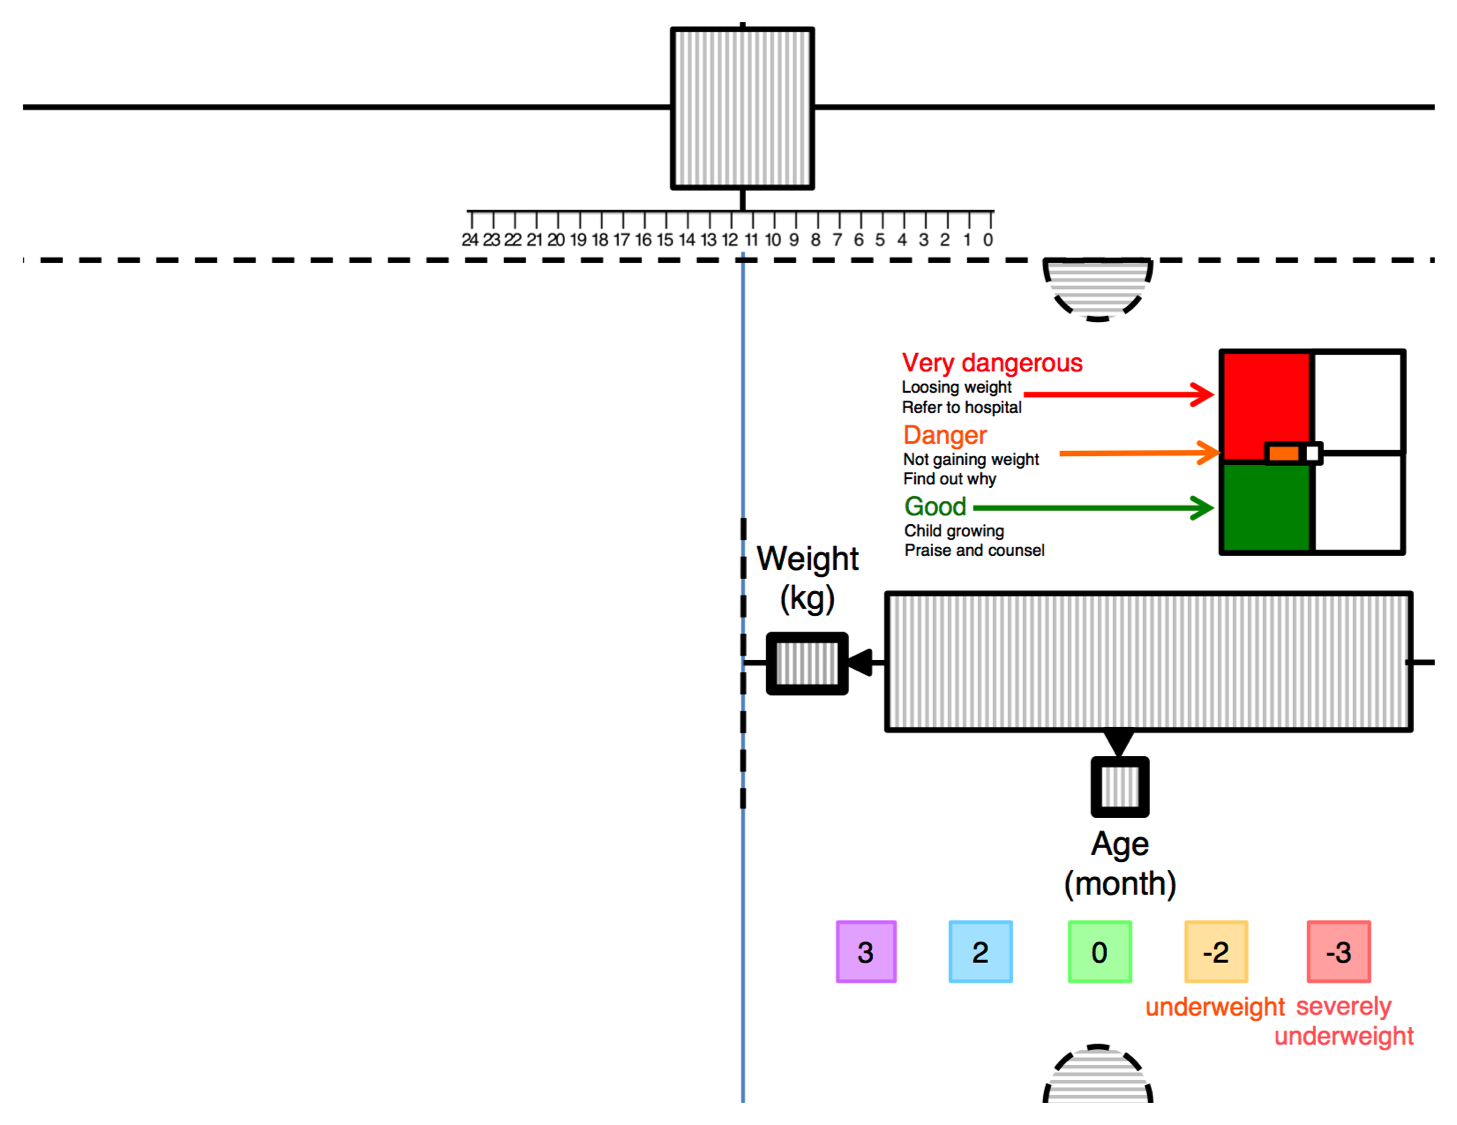 24 23 22 21 20 19 18 17 16 15 14 13 12 11 10 9 8 7 6 5 4 3 2 1 0
Very dangerous
Loosing weight
Refer to hospital
Danger
Not gaining weight
Find out why
Good
Child growing
Praise and counsel
Weight
(kg)
Age
(month)
3 2 0 -2 -3
underweight severely
underweight